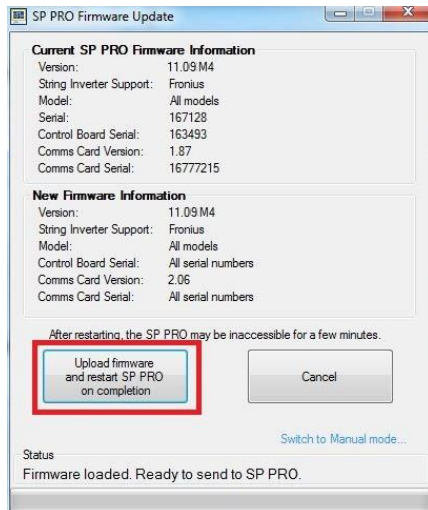 SP PRO Firmware Update
Current SP PRO Firmware Information
Version: 11.09 M4
String Inverter Support: Fronius
Model: All models
Serial: 167128
Control Board Serial: 163493
Comms Card Version: 1.87
Comms Card Serial: 16777215
New Firmware Information
Version: 11.09 M4
String Inverter Support: Fronius
Model: All models
Control Board Serial: All serial numbers
Comms Card Version: 2.06
Comms Card Serial: All serial numbers
After restarting, the SP PRO may be inaccessible for a few minutes.
Upload firmware
and restart SP PRO
on completion
Cancel
Switch to Manual mode...
Status
Firmware loaded. Ready to send to SP PRO.